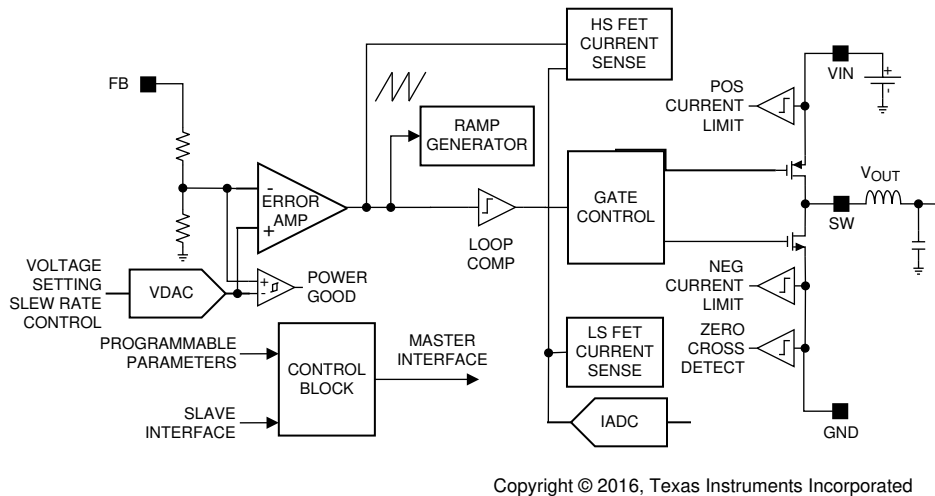 HS FET
CURRENT
SENSE
VIN
+
-
FB
POS
CURRENT
LIMIT
RAMP
GENERATOR
VOUT
-
ERROR
AMP
+
GATE
CONTROL
SW
LOOP
COMP
VOLTAGE
SETTING
SLEW RATE
CONTROL
VDAC
+
-
POWER
GOOD
NEG
CURRENT
LIMIT
PROGRAMMABLE
PARAMETERS
CONTROL
BLOCK
MASTER
INTERFACE
LS FET
CURRENT
SENSE
ZERO
CROSS
DETECT
SLAVE
INTERFACE
IADC
GND
Copyright © 2016, Texas Instruments Incorporated